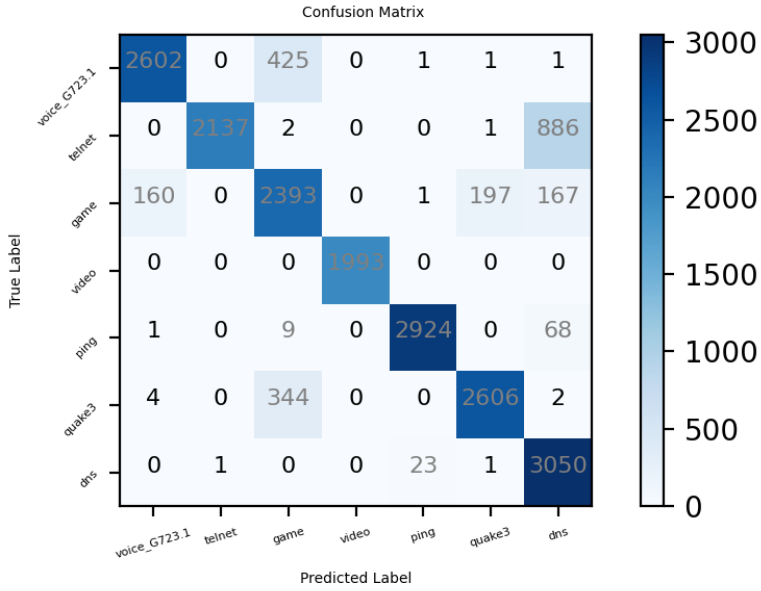 Confusion Matrix
voice_G723.1 2602 0 425 0 1 1 1
telnet 0 2137 2 0 0 1 886
game 160 0 2393 0 1 197 167
video 0 0 0 1993 0 0 0
ping 1 0 9 0 2924 0 68
quake3 4 0 344 0 0 2606 2
dns 0 1 0 0 23 1 3050
voice_G723.1 telnet game video ping quake3 dns
True Label
Predicted Label
3000
2500
2000
1500
1000
500
0